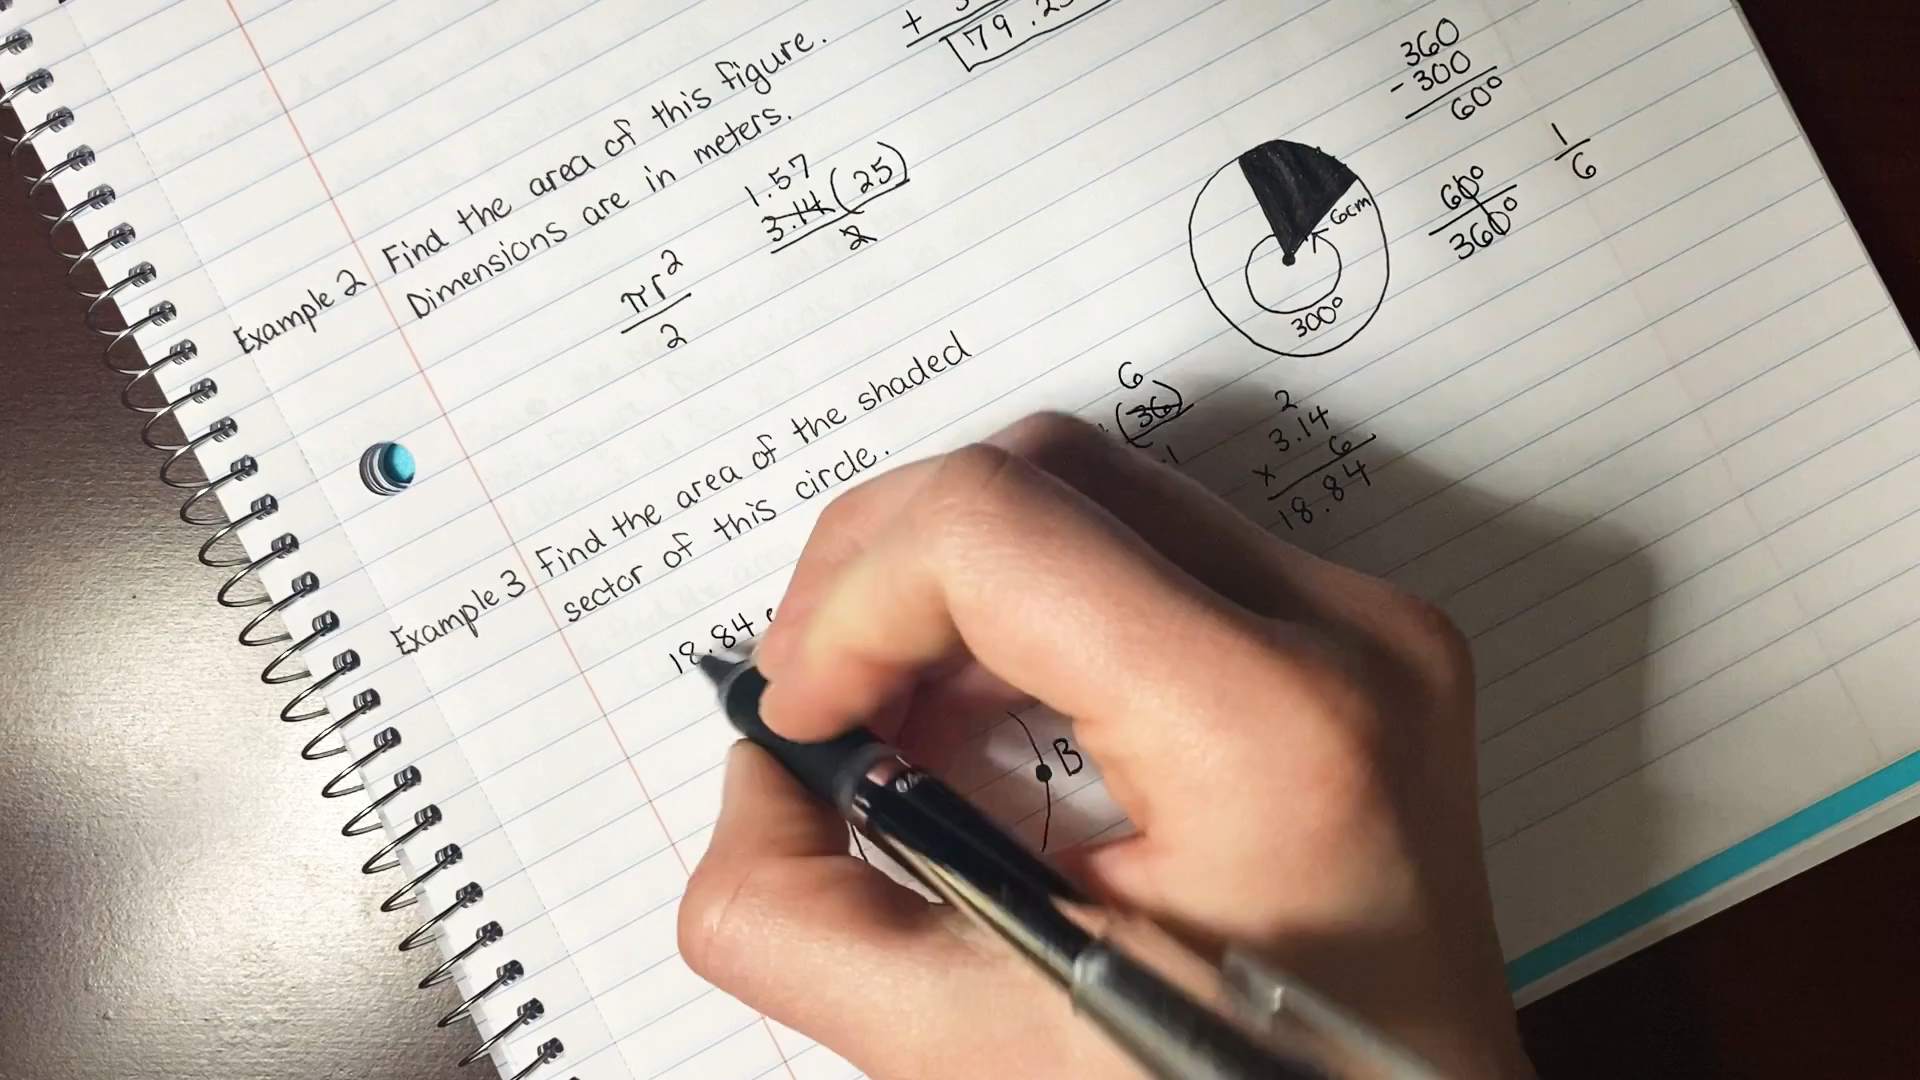 +
79.25
Example 2 Find the area of this figure.
Dimensions are in meters.
πr²
2
1.57
3.14(25)
2
360
-300
60°
60°
360°
1
6
6cm
300°
Example 3 Find the area of the shaded
sector of this circle.
6
(36)
1
2
3.14
x 6
18.84
18.84
B